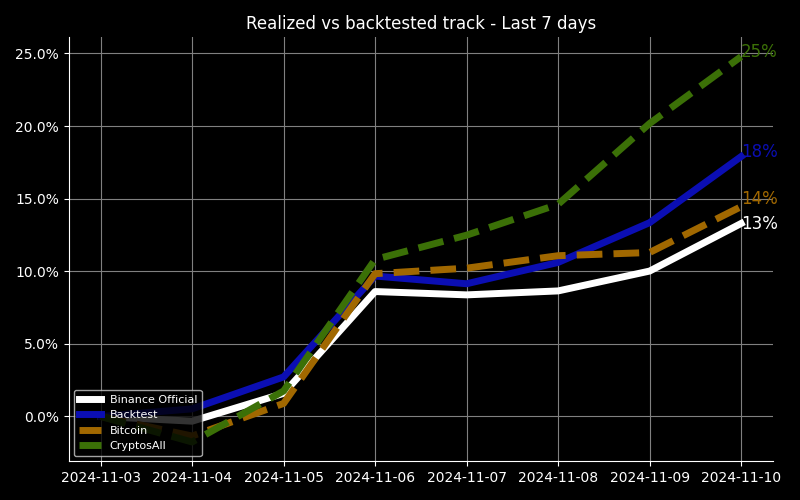 Realized vs backtested track - Last 7 days
25.0%
20.0%
15.0%
10.0%
5.0%
0.0%
25%
18%
14%
13%
Binance Official
Backtest
Bitcoin
CryptosAll
2024-11-03 2024-11-04 2024-11-05 2024-11-06 2024-11-07 2024-11-08 2024-11-09 2024-11-10